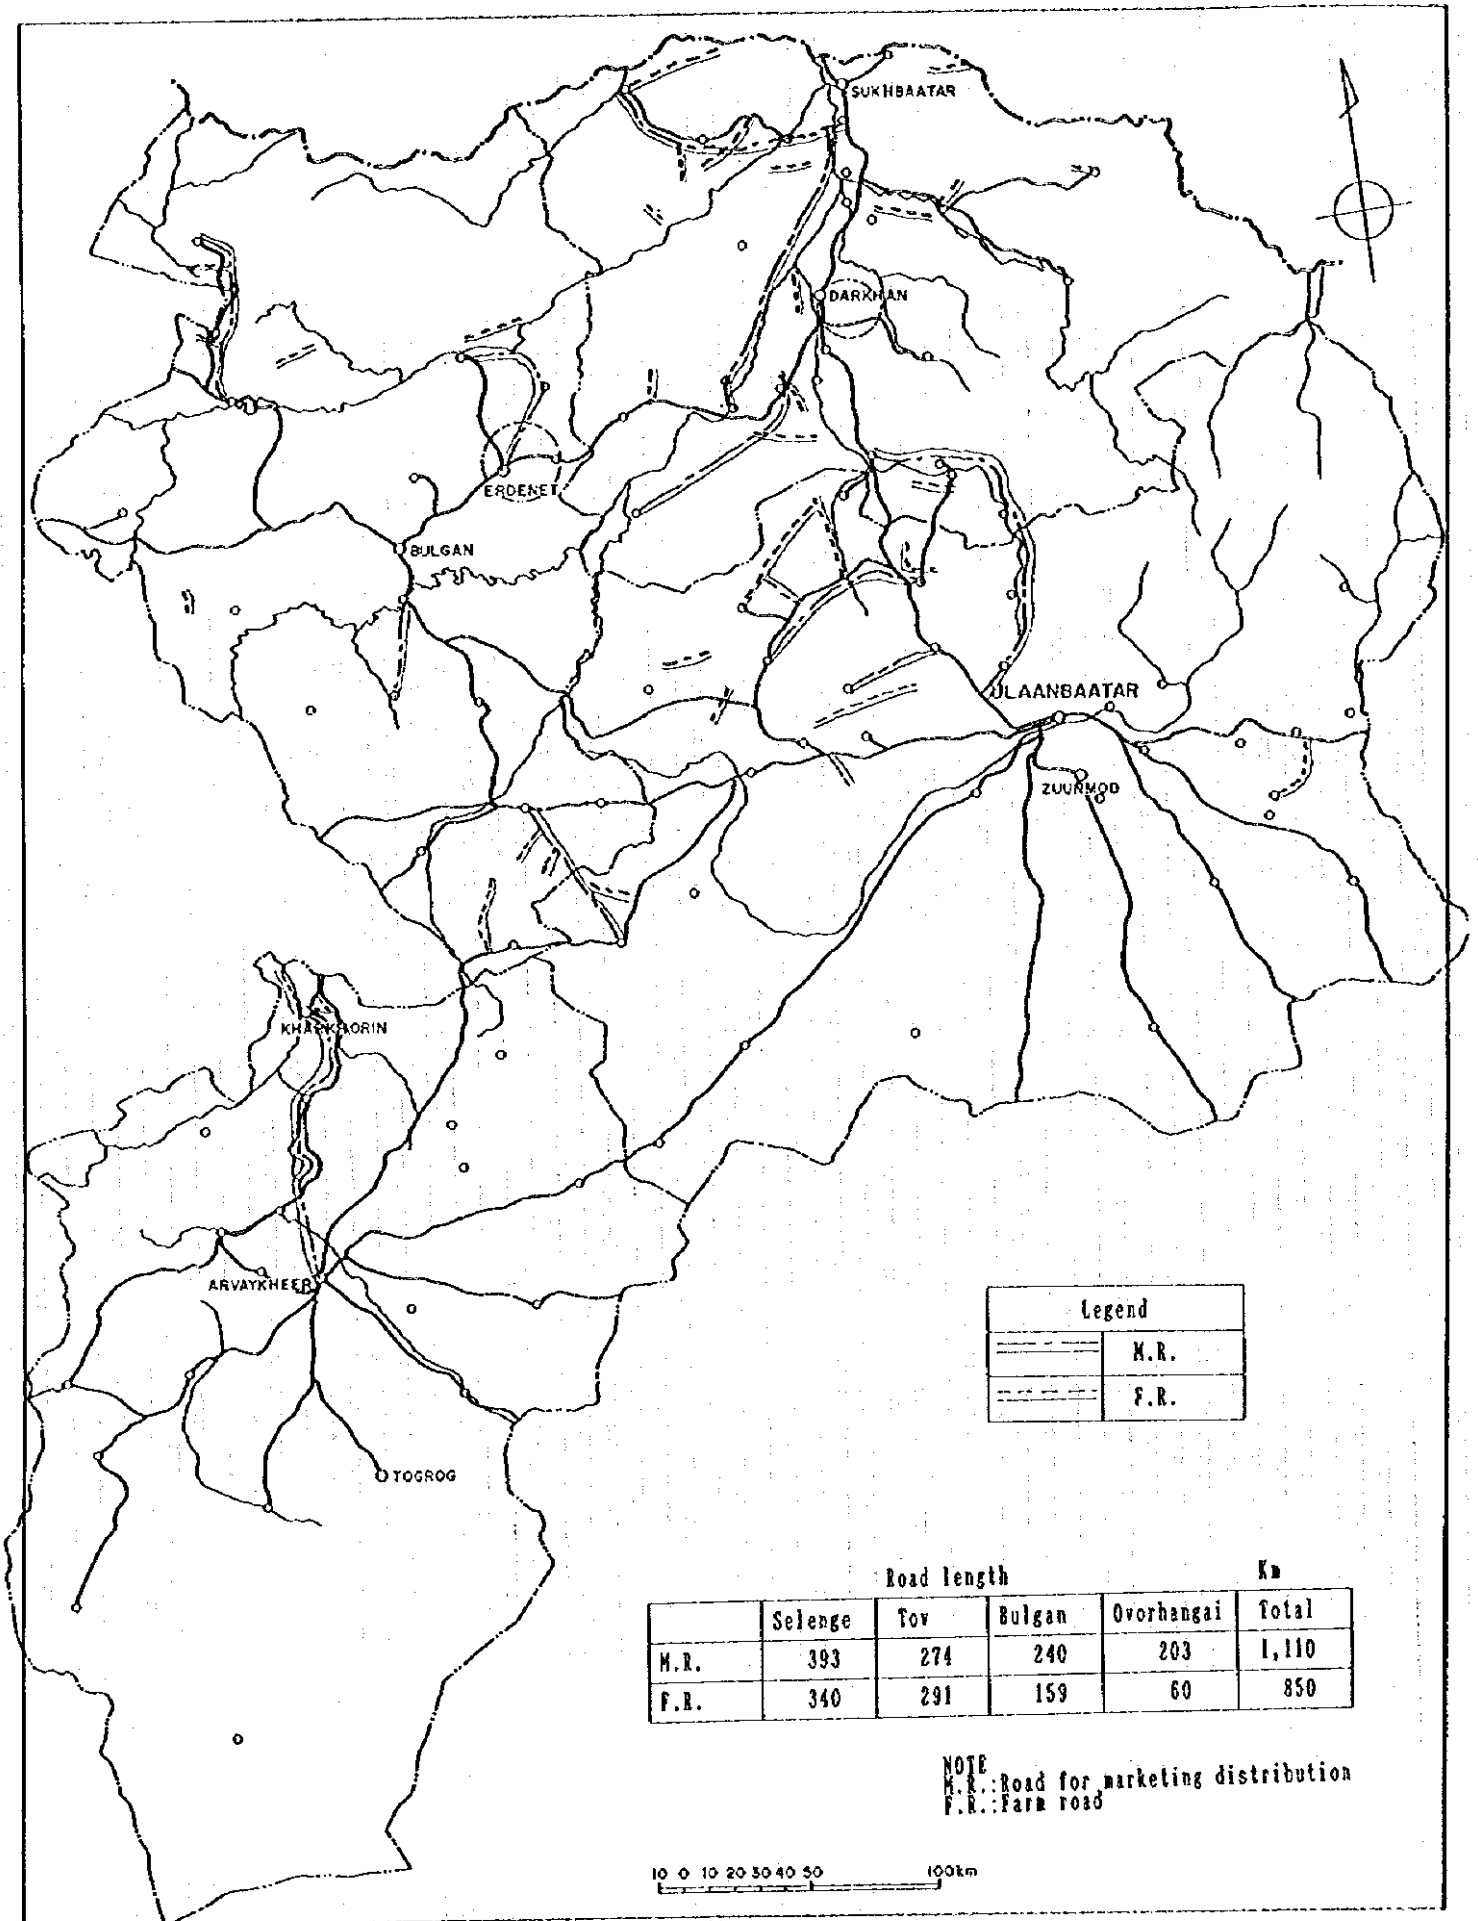 SUKHBAATAR
DARKHAN
ERDENET
BULGAN
ULAANBAATAR
ZUUNMOD
KHARKHORIN
ARVAYKHEER
TOGROG
Legend
M.R.
F.R.
Road length Km
Selenge Tov Bulgan Ovorhangai Total
M.R. 393 274 240 203 1,110
F.R. 340 291 159 60 850
NOTE
M.R.:Road for marketing distribution
F.R.:Farm road
10 0 10 20 30 40 50 100km